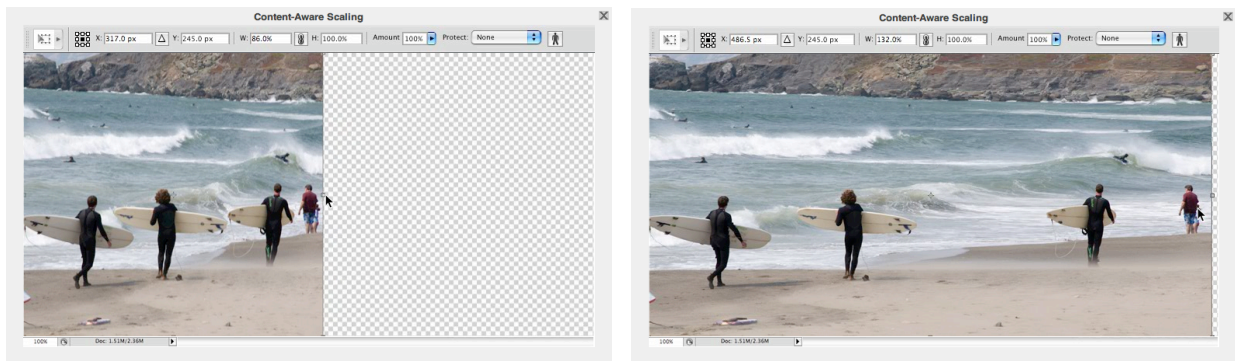 Content-Aware Scaling
X: 317.0 px Y: 245.0 px W: 86.0% H: 100.0% Amount 100% Protect: None
100% Doc: 1.51M/2.36M
Content-Aware Scaling
X: 486.5 px Y: 245.0 px W: 132.0% H: 100.0% Amount 100% Protect: None
100% Doc: 1.51M/2.36M